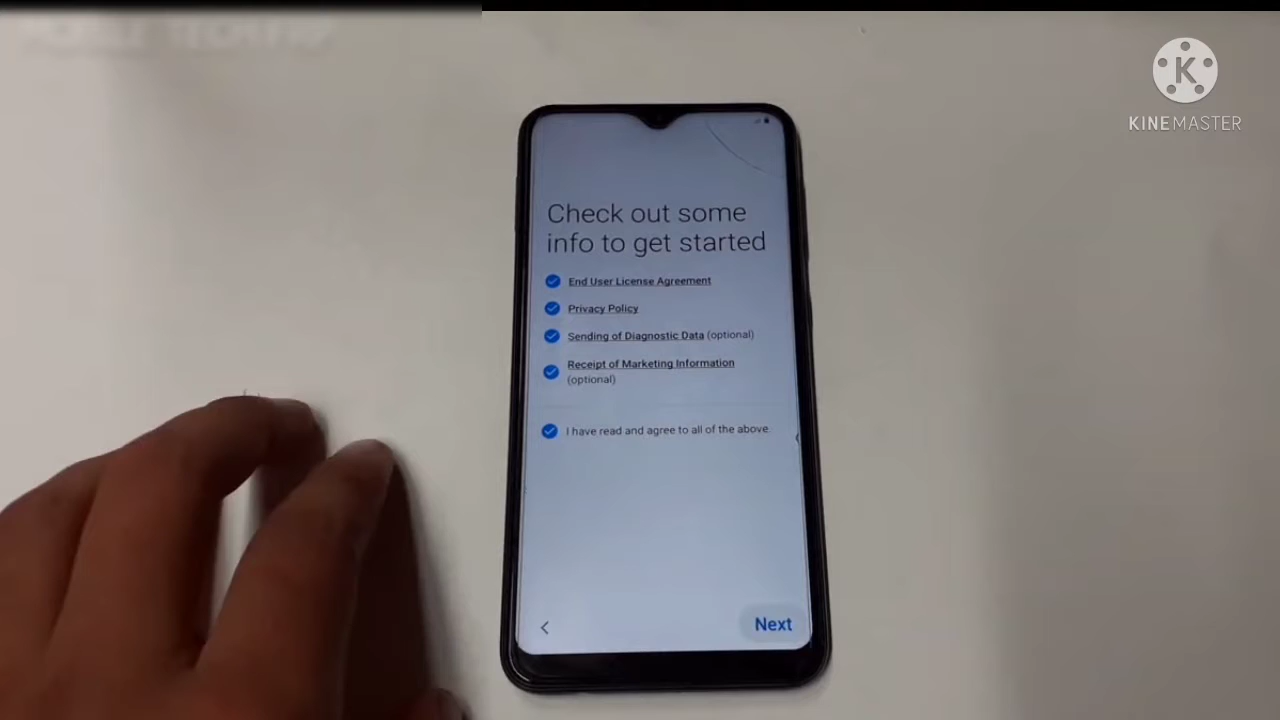 K
KINEMASTER
Check out some
info to get started
End User License Agreement
Privacy Policy
Sending of Diagnostic Data (optional)
Receipt of Marketing Information
(optional)
I have read and agree to all of the above.
Next